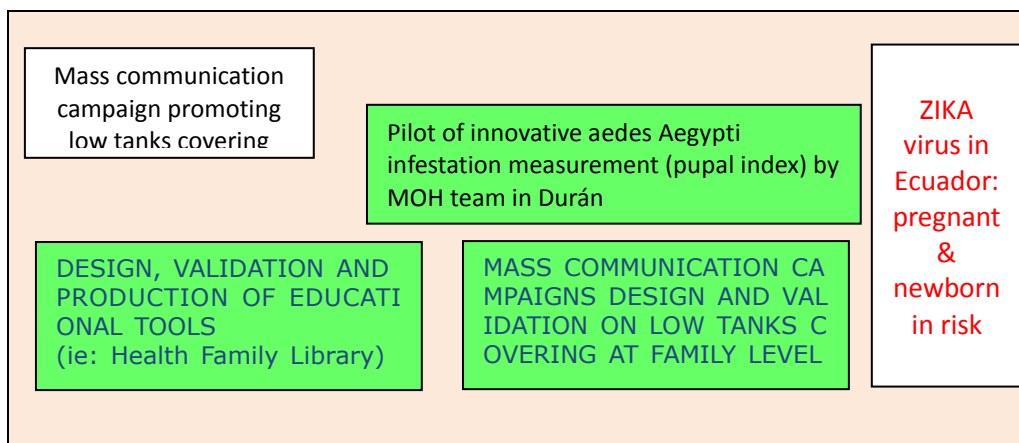 Mass communication
campaign promoting
low tanks covering
Pilot of innovative aedes Aegypti
infestation measurement (pupal index) by
MOH team in Durán
ZIKA
virus in
Ecuador:
pregnant
&
newborn
in risk
DESIGN, VALIDATION AND
PRODUCTION OF EDUCATI
ONAL TOOLS
(ie: Health Family Library)
MASS COMMUNICATION CA
MPAIGNS DESIGN AND VAL
IDATION ON LOW TANKS C
OVERING AT FAMILY LEVEL